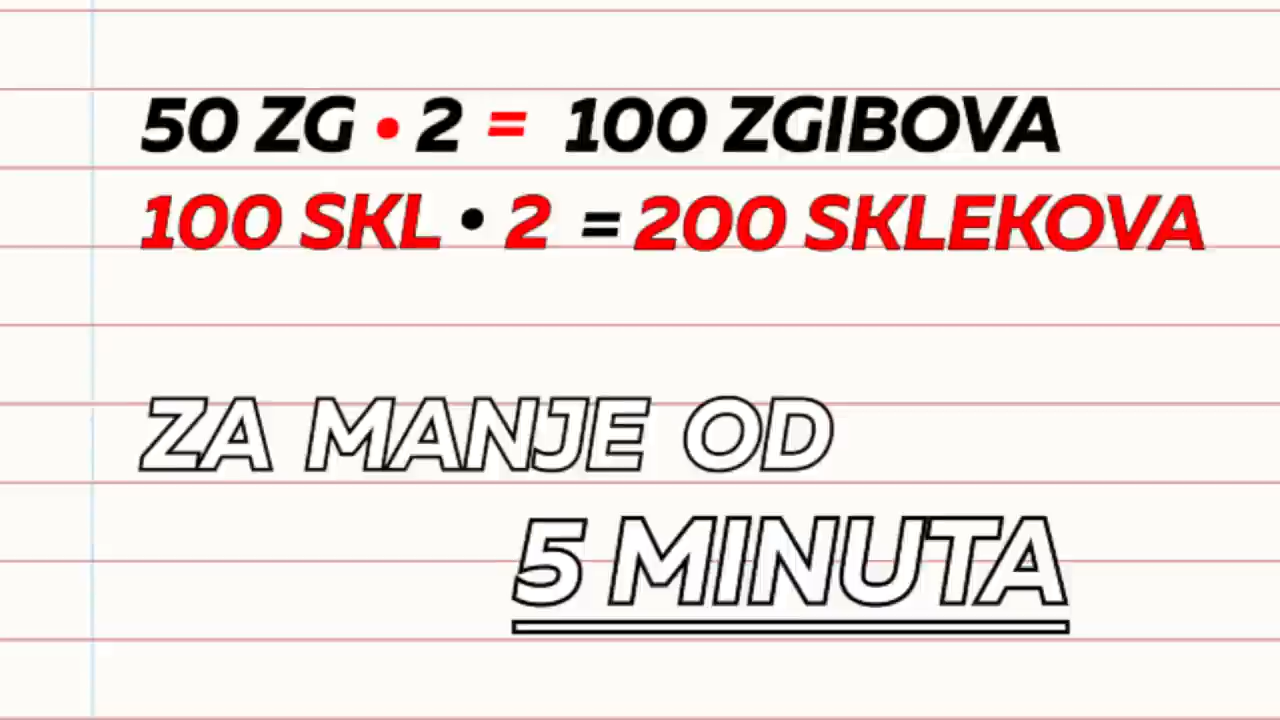 50 ZG • 2 = 100 ZGIBOVA
100 SKL • 2 = 200 SKLEKOVA
ZA MANJE OD
5 MINUTA